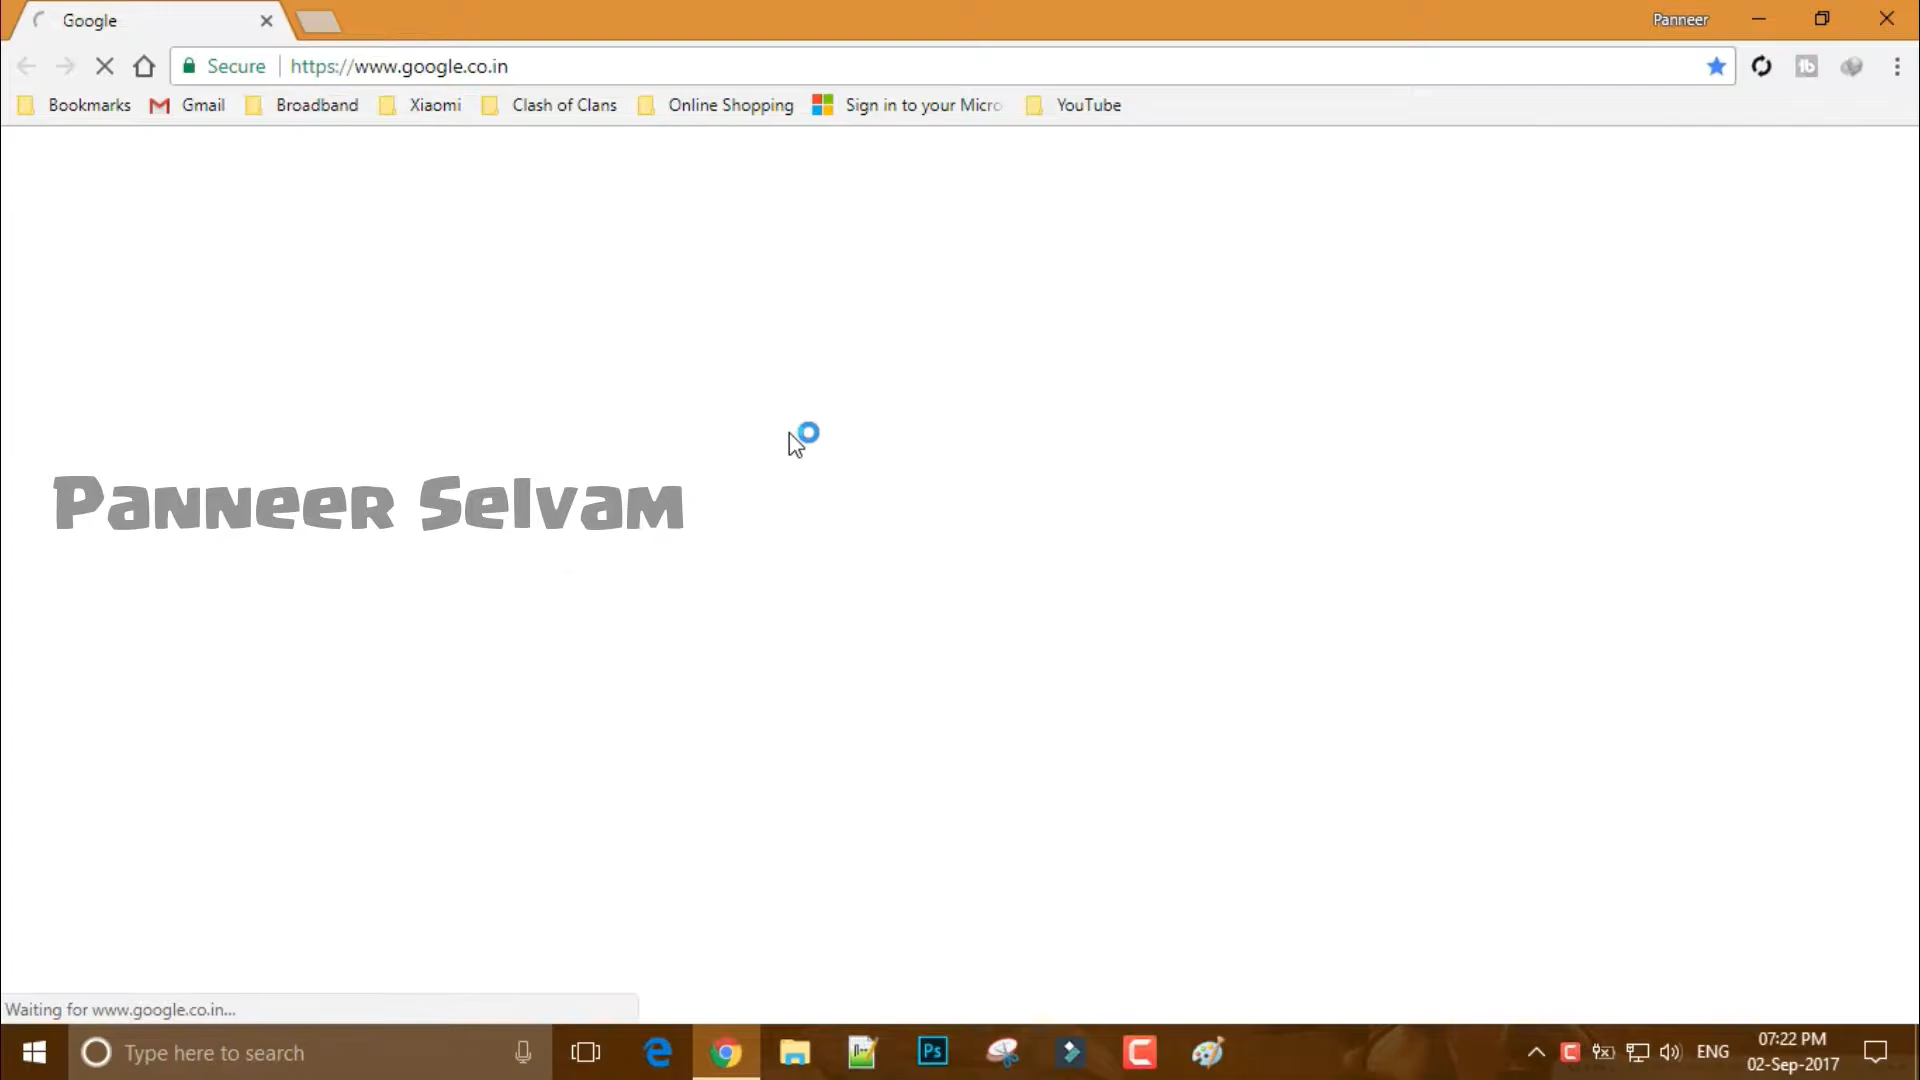 Google
Panneer
Secure
https://www.google.co.in
Bookmarks
Gmail
Broadband
Xiaomi
Clash of Clans
Online Shopping
Sign in to your Micro
YouTube
Panneer Selvam
Waiting for www.google.co.in...
Type here to search
Ps
ENG
07:22 PM
02-Sep-2017